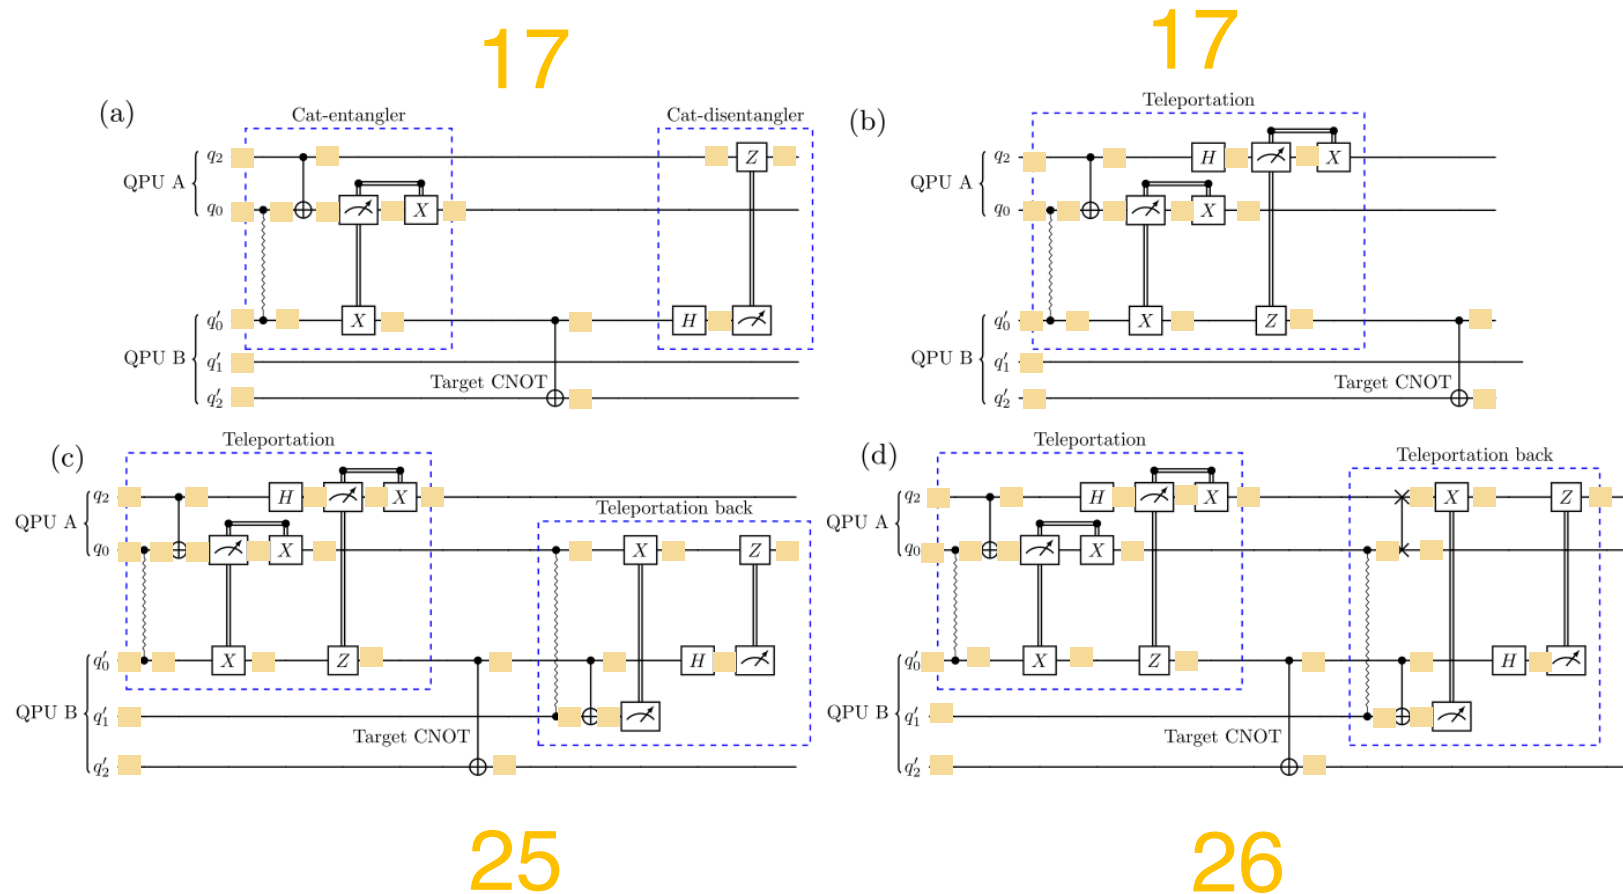 17
17
(a)
Cat-entangler
Cat-disentangler
q2
Z
QPU A
q0
X
q′0
X
H
QPU B
q′1
Target CNOT
q′2
(b)
Teleportation
q2
H
X
QPU A
q0
X
q′0
X
Z
QPU B
q′1
Target CNOT
q′2
(c)
Teleportation
q2
H
X
QPU A
Teleportation back
q0
X
X
Z
q′0
X
Z
H
QPU B
q′1
Target CNOT
q′2
(d)
Teleportation
Teleportation back
q2
H
X
X
Z
QPU A
q0
X
q′0
X
Z
H
QPU B
q′1
Target CNOT
q′2
25
26